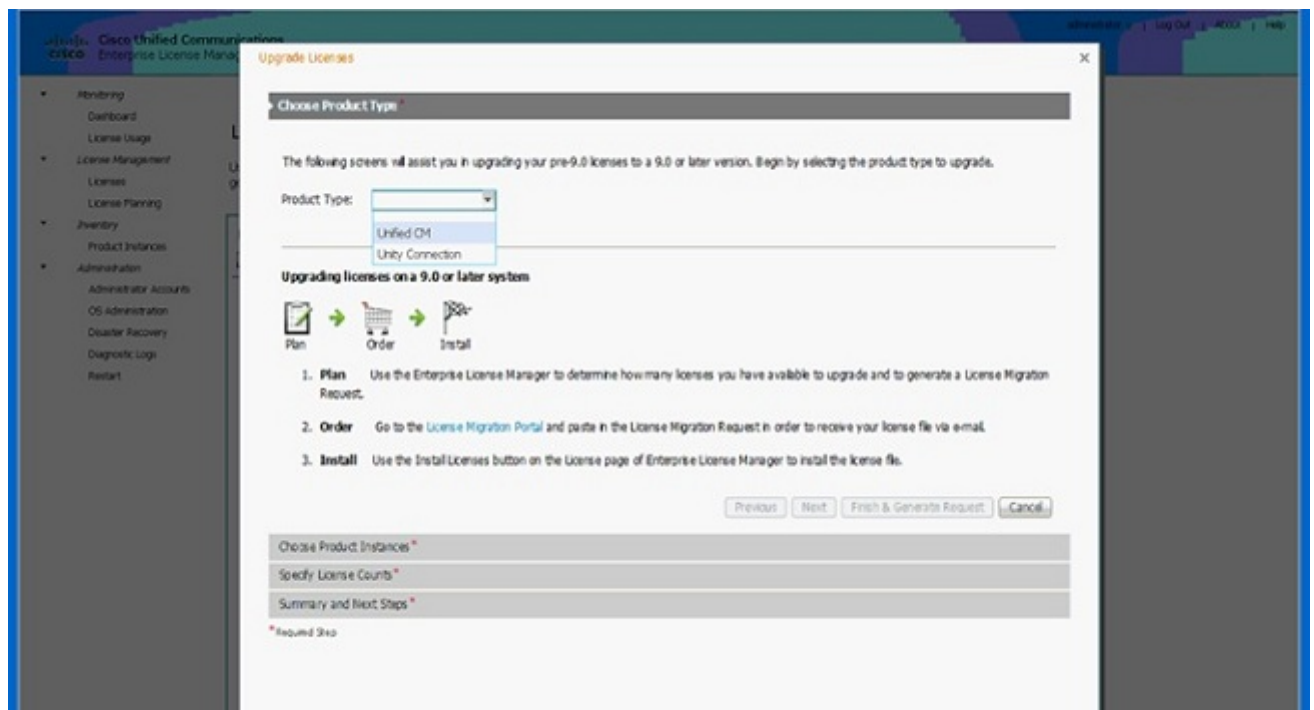 cisco
Cisco Unified Communications
Enterprise License Manag
administrator | Log Out | About | Help
Monitoring
Dashboard
License Usage
License Management
Licenses
License Planning
Inventory
Product Instances
Administration
Administrator Accounts
OS Administration
Disaster Recovery
Diagnostic Logs
Restart
Upgrade Licenses
Choose Product Type *
The following screens will assist you in upgrading your pre-9.0 licenses to a 9.0 or later version. Begin by selecting the product type to upgrade.
Product Type:
Unified CM
Unity Connection
Upgrading licenses on a 9.0 or later system
Plan Order Install
1. Plan Use the Enterprise License Manager to determine how many licenses you have available to upgrade and to generate a License Migration
Request.
2. Order Go to the License Migration Portal and paste in the License Migration Request in order to receive your license file via e-mail.
3. Install Use the Install Licenses button on the License page of Enterprise License Manager to install the license file.
Previous Next Finish & Generate Request Cancel
Choose Product Instances *
Specify License Counts *
Summary and Next Steps *
* Required Step